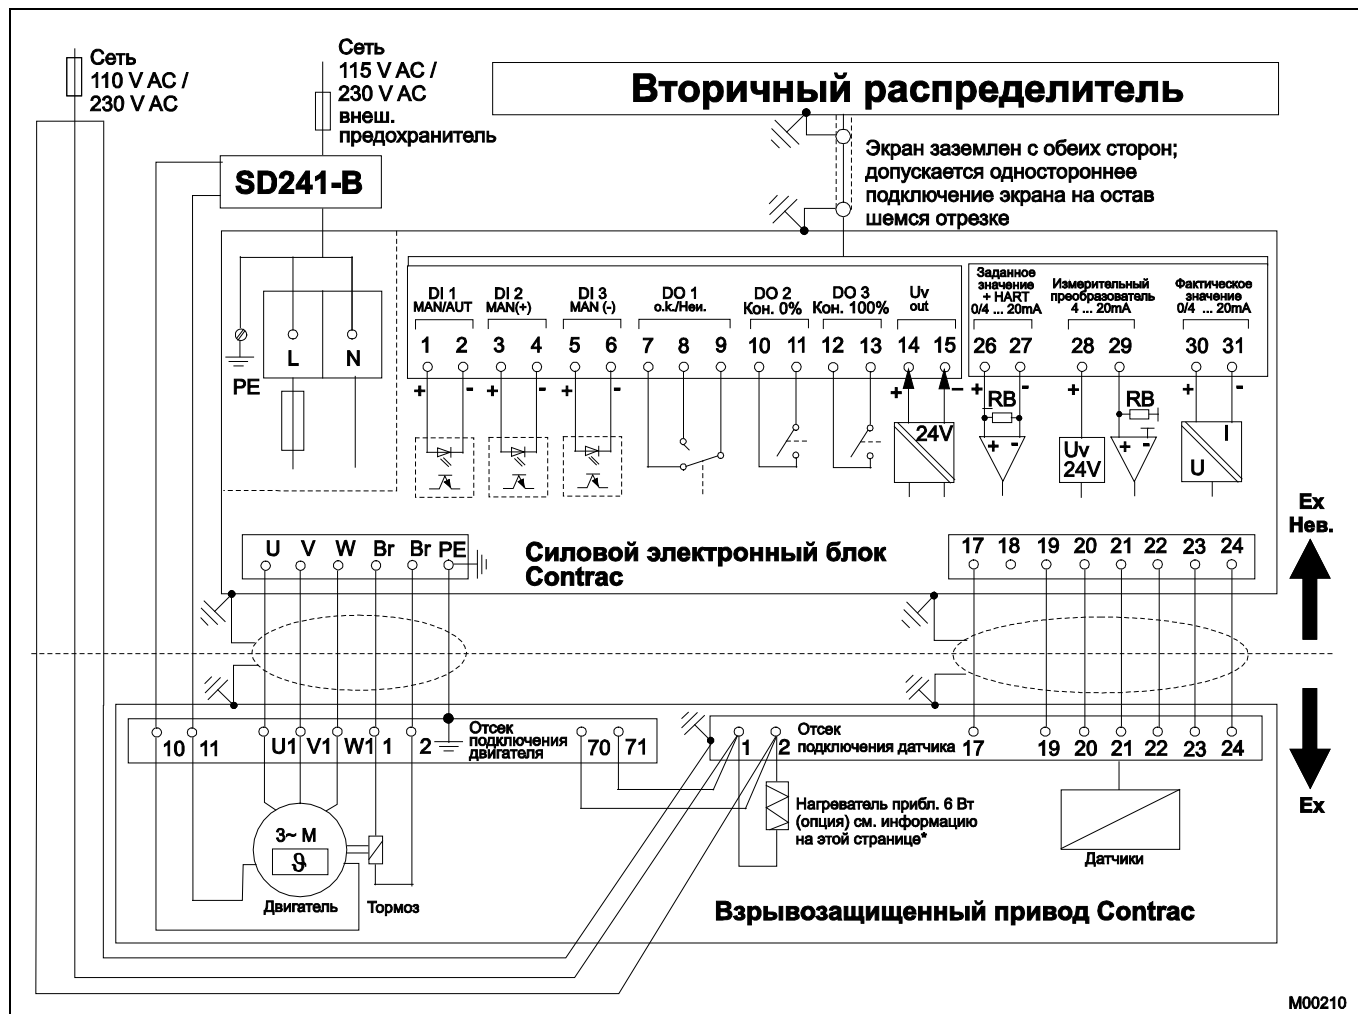 Сеть
110 V AC /
230 V AC
Сеть
115 V AC /
230 V AC
внеш.
предохранитель
Вторичный распределитель
Экран заземлен с обеих сторон;
допускается одностороннее
подключение экрана на остав
шемся отрезке
SD241-B
L
N
PE
DI 1
MAN/AUT
DI 2
MAN(+)
DI 3
MAN (-)
DO 1
o.k./Неи.
DO 2
Кон. 0%
DO 3
Кон. 100%
Uv
out
Заданное
значение
+ HART
0/4 ... 20mA
Измерительный
преобразователь
4 ... 20mA
Фактическое
значение
0/4 ... 20mA
1 2 3 4 5 6 7 8 9 10 11 12 13 14 15 26 27 28 29 30 31
+ - + - + - + - + - + + -
RB
RB
24V
+ -
Uv
24V
+ -
I
U
Ex
Нев.
U V W Br Br PE
Силовой электронный блок
Contrac
17 18 19 20 21 22 23 24
10 11 U1 V1 W1 1 2
Отсек
подключения
двигателя
70 71
1 2
Отсек
подключения датчика
17 19 20 21 22 23 24
Ex
3~ M
ϑ
Двигатель
Тормоз
Нагреватель прибл. 6 Вт
(опция) см. информацию
на этой странице*
Датчики
Взрывозащищенный привод Contrac
M00210